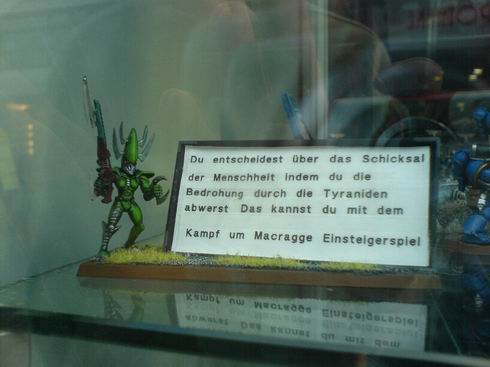 Du entscheidest über das Schicksal
der Menschheit indem du die
Bedrohung durch die Tyraniden
abwerst Das kannst du mit dem
Kampf um Macragge Einsteigerspiel